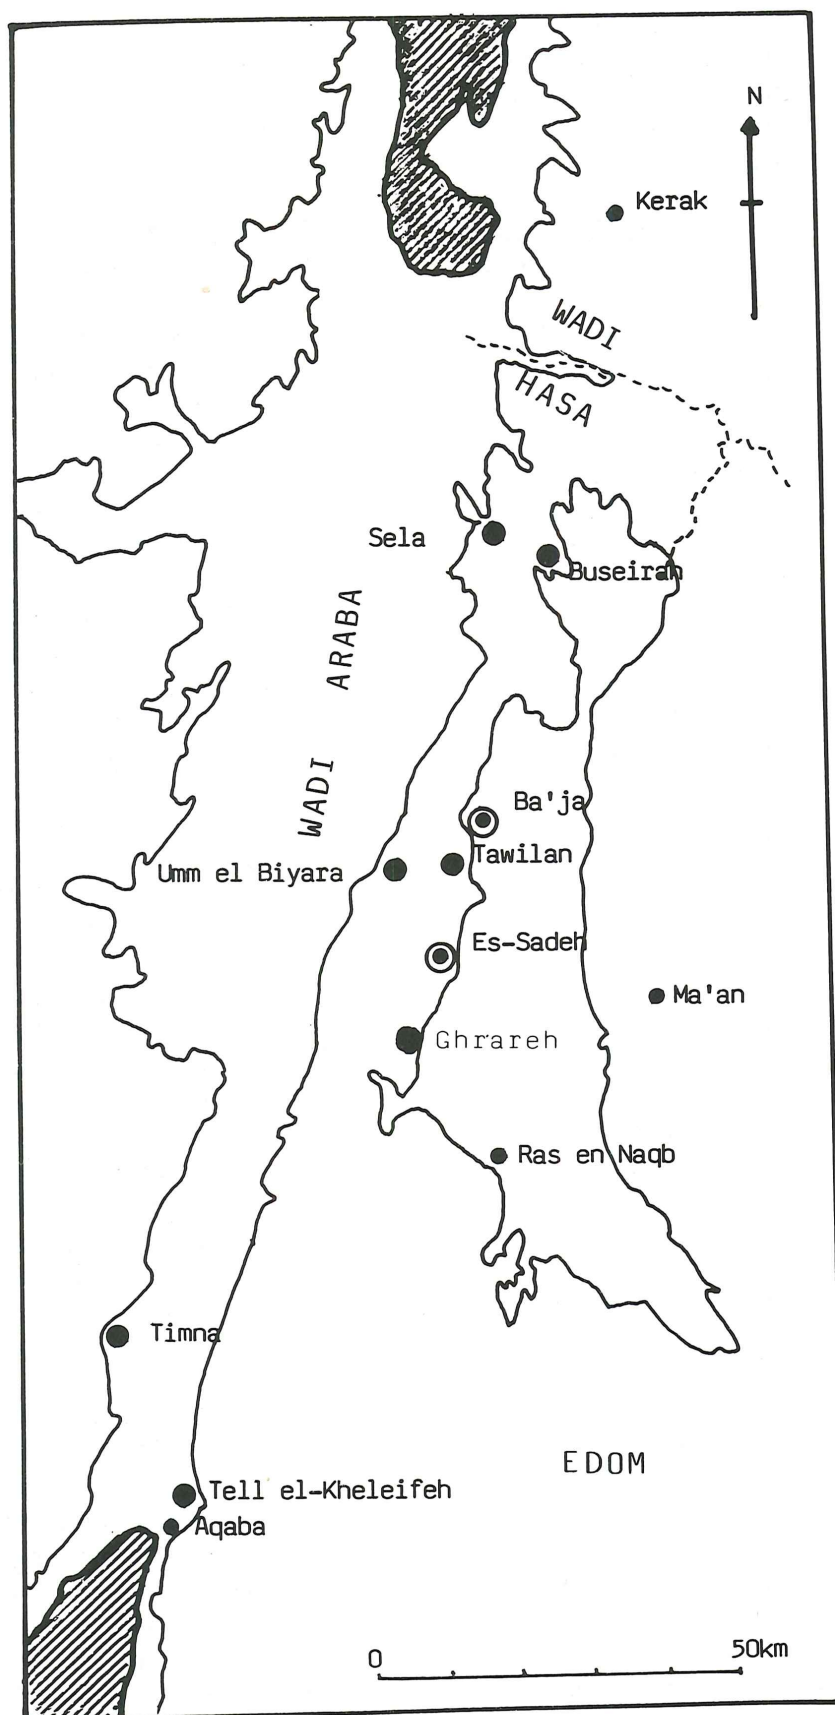 N
Kerak
WADI
HASA
Sela
Buseirah
WADI ARABA
Ba'ja
Tawilan
Umm el Biyara
Es-Sadeh
Ma'an
Ghrareh
Ras en Naqb
Timna
EDOM
Tell el-Kheleifeh
Aqaba
0 50km